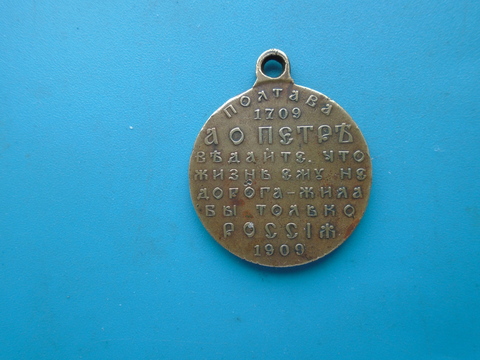 ПОЛТАВА
1709
А О ПЕТРѢ
ВѢДАЙТЕ, ЧТО
ЖИЗНЬ ЕМУ НЕ
ДОРОГА-ЖИЛА
БЫ ТОЛЬКО
РОССІЯ
1909